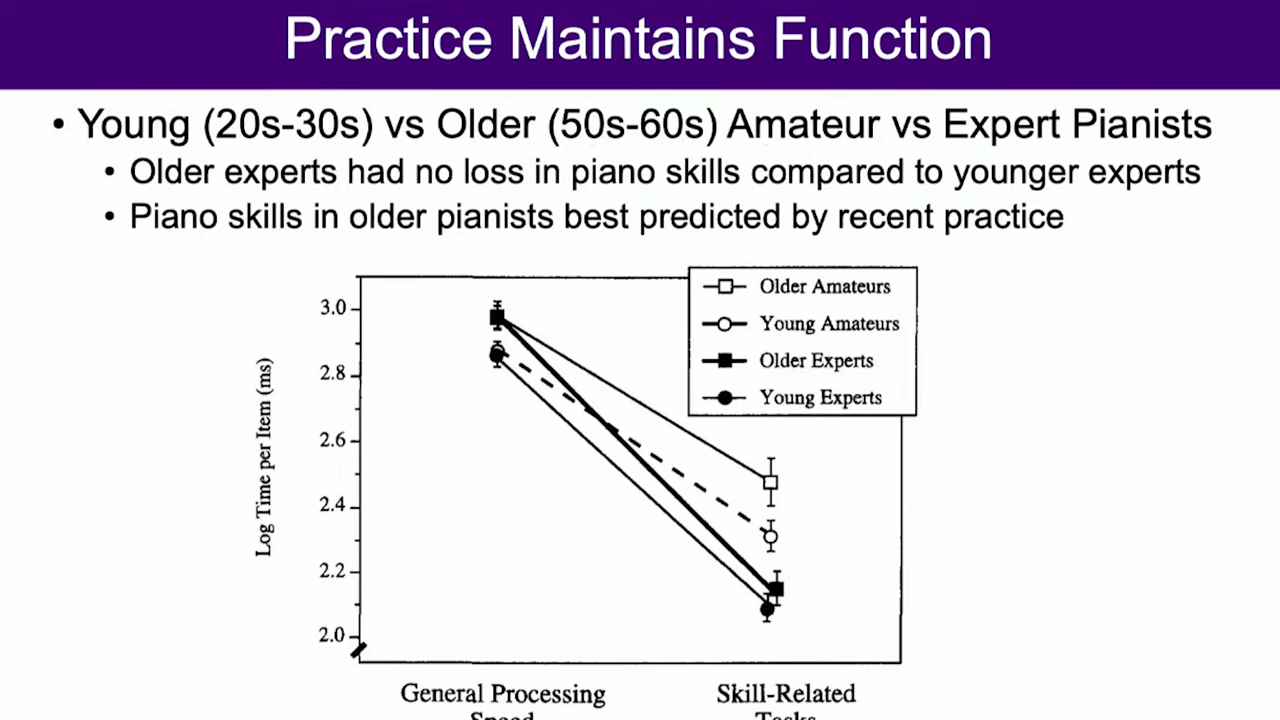 Practice Maintains Function
• Young (20s-30s) vs Older (50s-60s) Amateur vs Expert Pianists
• Older experts had no loss in piano skills compared to younger experts
• Piano skills in older pianists best predicted by recent practice
Older Amateurs
Young Amateurs
Older Experts
Young Experts
Log Time per Item (ms)
3.0
2.8
2.6
2.4
2.2
2.0
General Processing
Speed
Skill-Related
Tasks